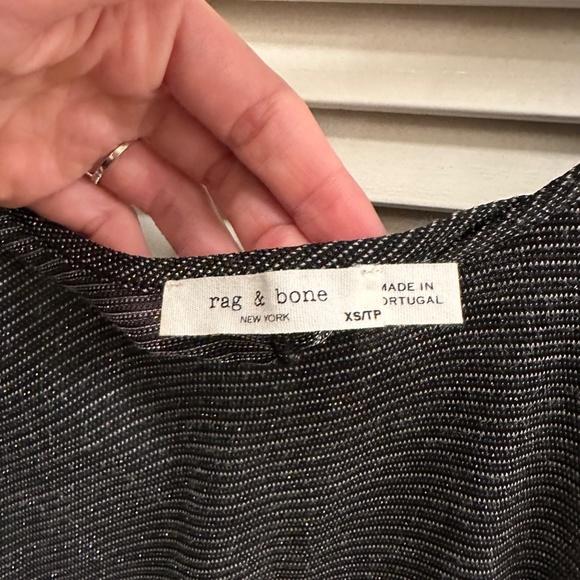 rag & bone
NEW YORK
XS/TP
MADE IN
PORTUGAL